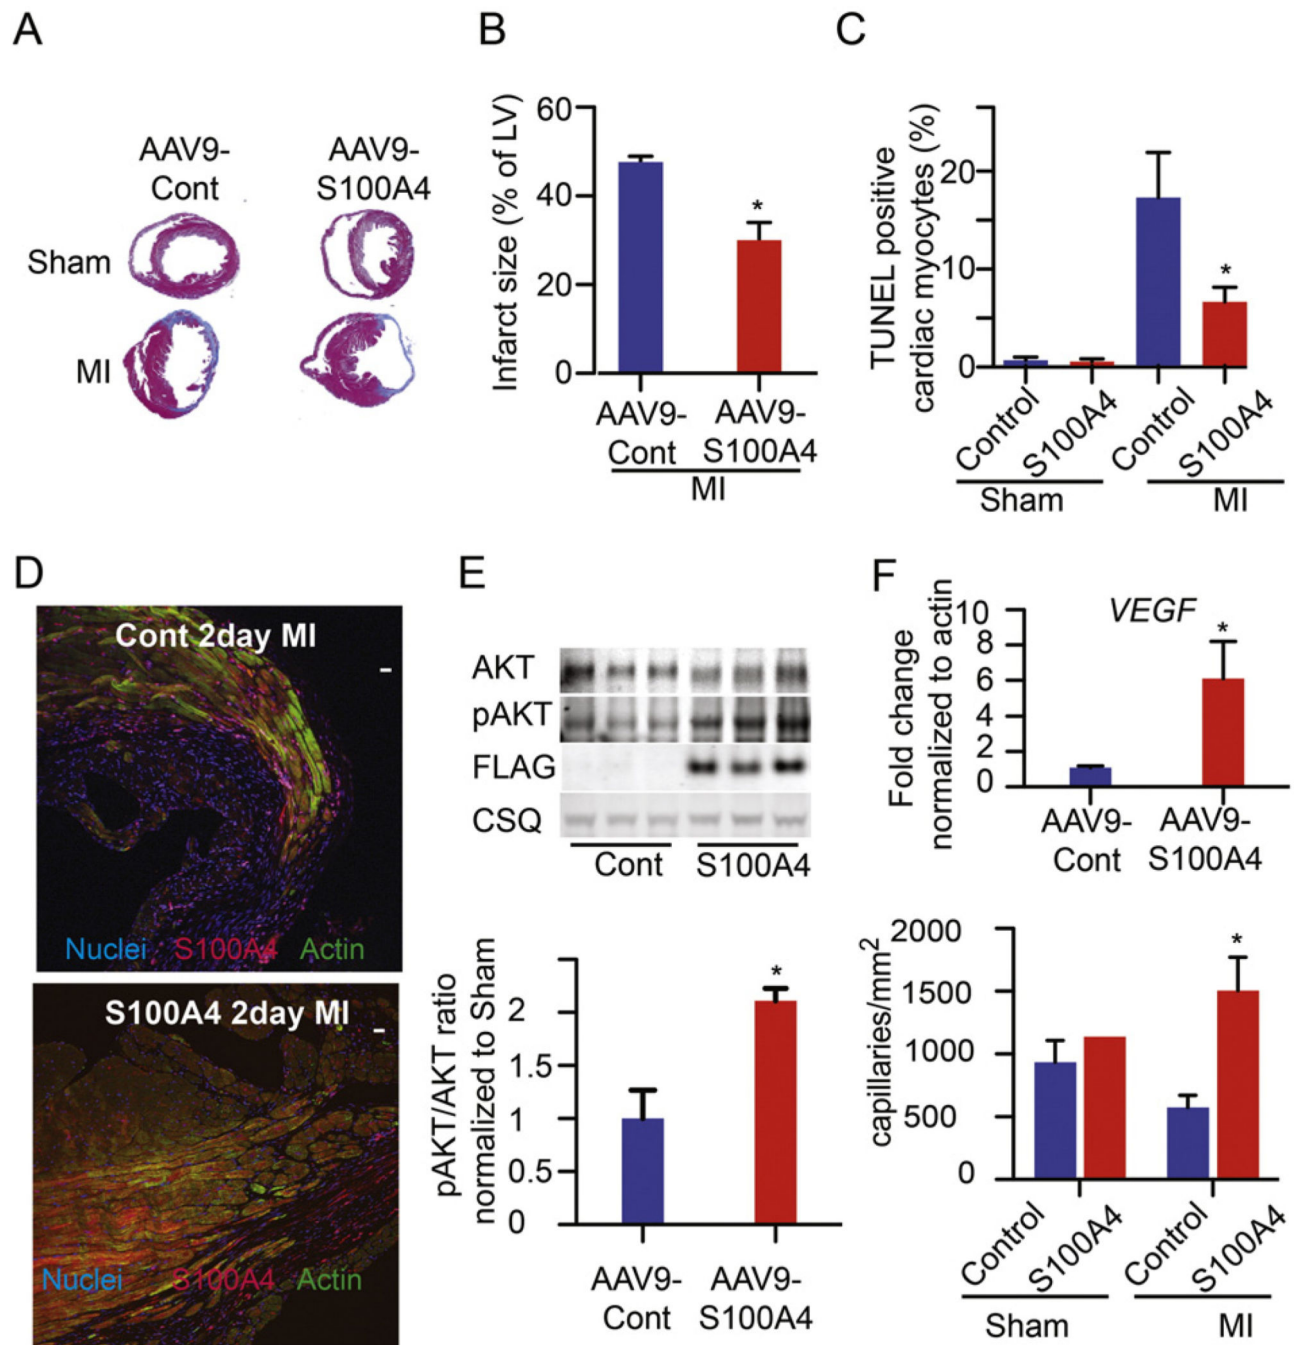 A
AAV9-
Cont
AAV9-
S100A4
Sham
MI
B
Infarct size (% of LV)
60
40
20
0
*
AAV9-
Cont
AAV9-
S100A4
MI
C
TUNEL positive
cardiac myocytes (%)
20
10
0
*
Control
S100A4
Control
S100A4
Sham
MI
D
Cont 2day MI
Nuclei S100A4 Actin
S100A4 2day MI
Nuclei S100A4 Actin
E
AKT
pAKT
FLAG
CSQ
Cont
S100A4
pAKT/AKT ratio
normalized to Sham
2
1.5
1
0.5
0
*
AAV9-
Cont
AAV9-
S100A4
F
Fold change
normalized to actin
10
8
6
4
2
0
VEGF
*
AAV9-
Cont
AAV9-
S100A4
capillaries/mm²
2000
1500
1000
500
0
*
Control
S100A4
Control
S100A4
Sham
MI